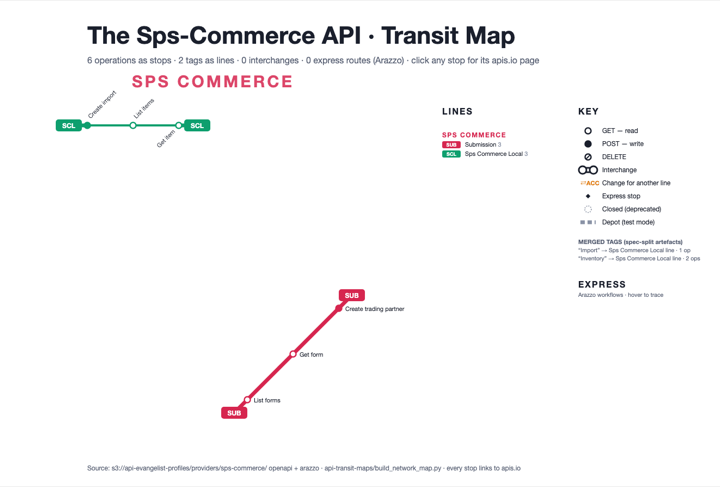 The Sps-Commerce API · Transit Map
6 operations as stops · 2 tags as lines · 0 interchanges · 0 express routes (Arazzo) · click any stop for its apis.io page
SPS COMMERCE
SCL
Create import
List items
Get item
SCL
LINES
SPS COMMERCE
SUB Submission 3
SCL Sps Commerce Local 3
KEY
GET — read
POST — write
DELETE
Interchange
⇄ACC Change for another line
Express stop
Closed (deprecated)
Depot (test mode)
MERGED TAGS (spec-split artefacts)
"Import" → Sps Commerce Local line · 1 op
"Inventory" → Sps Commerce Local line · 2 ops
EXPRESS
Arazzo workflows · hover to trace
SUB
Create trading partner
Get form
List forms
SUB
Source: s3://api-evangelist-profiles/providers/sps-commerce/ openapi + arazzo · api-transit-maps/build_network_map.py · every stop links to apis.io